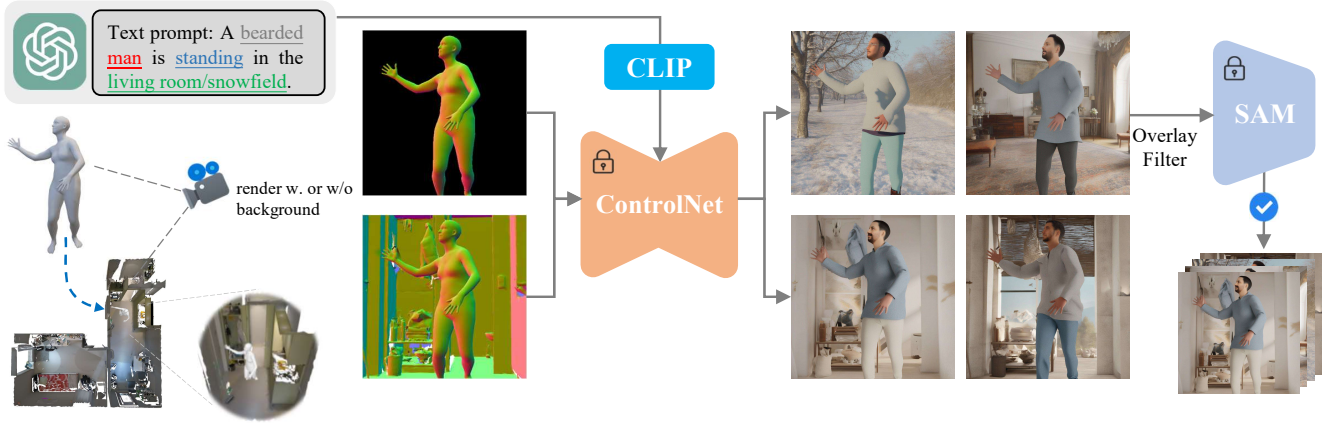 Text prompt: A bearded
man is standing in the
living room/snowfield.
CLIP
render w. or w/o
background
ControlNet
Overlay
Filter
SAM